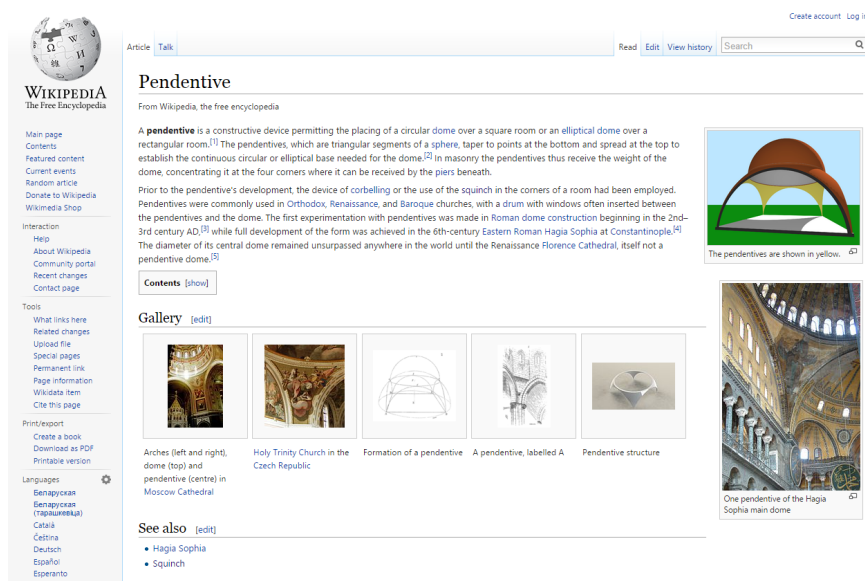 Create account Log in
WIKIPEDIA
The Free Encyclopedia
Main page
Contents
Featured content
Current events
Random article
Donate to Wikipedia
Wikimedia Shop
Interaction
Help
About Wikipedia
Community portal
Recent changes
Contact page
Tools
What links here
Related changes
Upload file
Special pages
Permanent link
Page information
Wikidata item
Cite this page
Print/export
Create a book
Download as PDF
Printable version
Languages
Беларуская
Беларуская
(тарашкевіца)
Català
Čeština
Deutsch
Español
Esperanto
Article Talk
Read Edit View history Search
Pendentive
From Wikipedia, the free encyclopedia
A pendentive is a constructive device permitting the placing of a circular dome over a square room or an elliptical dome over a
rectangular room.[1] The pendentives, which are triangular segments of a sphere, taper to points at the bottom and spread at the top to
establish the continuous circular or elliptical base needed for the dome.[2] In masonry the pendentives thus receive the weight of the
dome, concentrating it at the four corners where it can be received by the piers beneath.
Prior to the pendentive's development, the device of corbelling or the use of the squinch in the corners of a room had been employed.
Pendentives were commonly used in Orthodox, Renaissance, and Baroque churches, with a drum with windows often inserted between
the pendentives and the dome. The first experimentation with pendentives was made in Roman dome construction beginning in the 2nd–
3rd century AD,[3] while full development of the form was achieved in the 6th-century Eastern Roman Hagia Sophia at Constantinople.[4]
The diameter of its central dome remained unsurpassed anywhere in the world until the Renaissance Florence Cathedral, itself not a
pendentive dome.[5]
Contents [show]
Gallery [edit]
Arches (left and right),
dome (top) and
pendentive (centre) in
Moscow Cathedral
Holy Trinity Church in the
Czech Republic
Formation of a pendentive
A pendentive, labelled A
Pendentive structure
See also [edit]
Hagia Sophia
Squinch
The pendentives are shown in yellow.
One pendentive of the Hagia
Sophia main dome